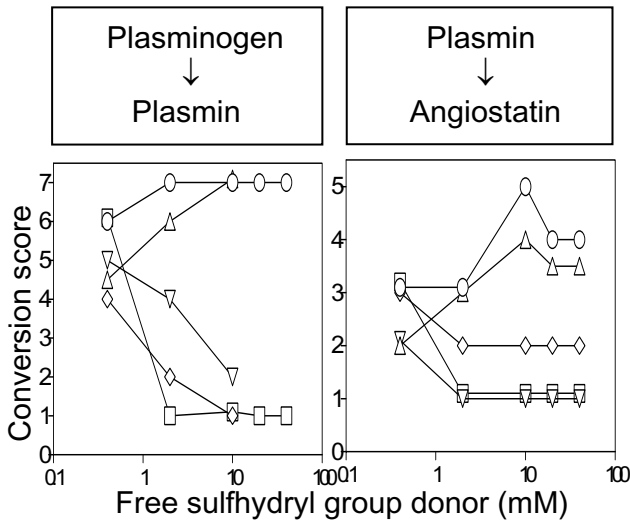 Plasminogen
↓
Plasmin
Plasmin
↓
Angiostatin
Conversion score
7
6
5
4
3
2
1
0
01 1 10 100
5
4
3
2
1
0
01 1 10 100
Free sulfhydryl group donor (mM)